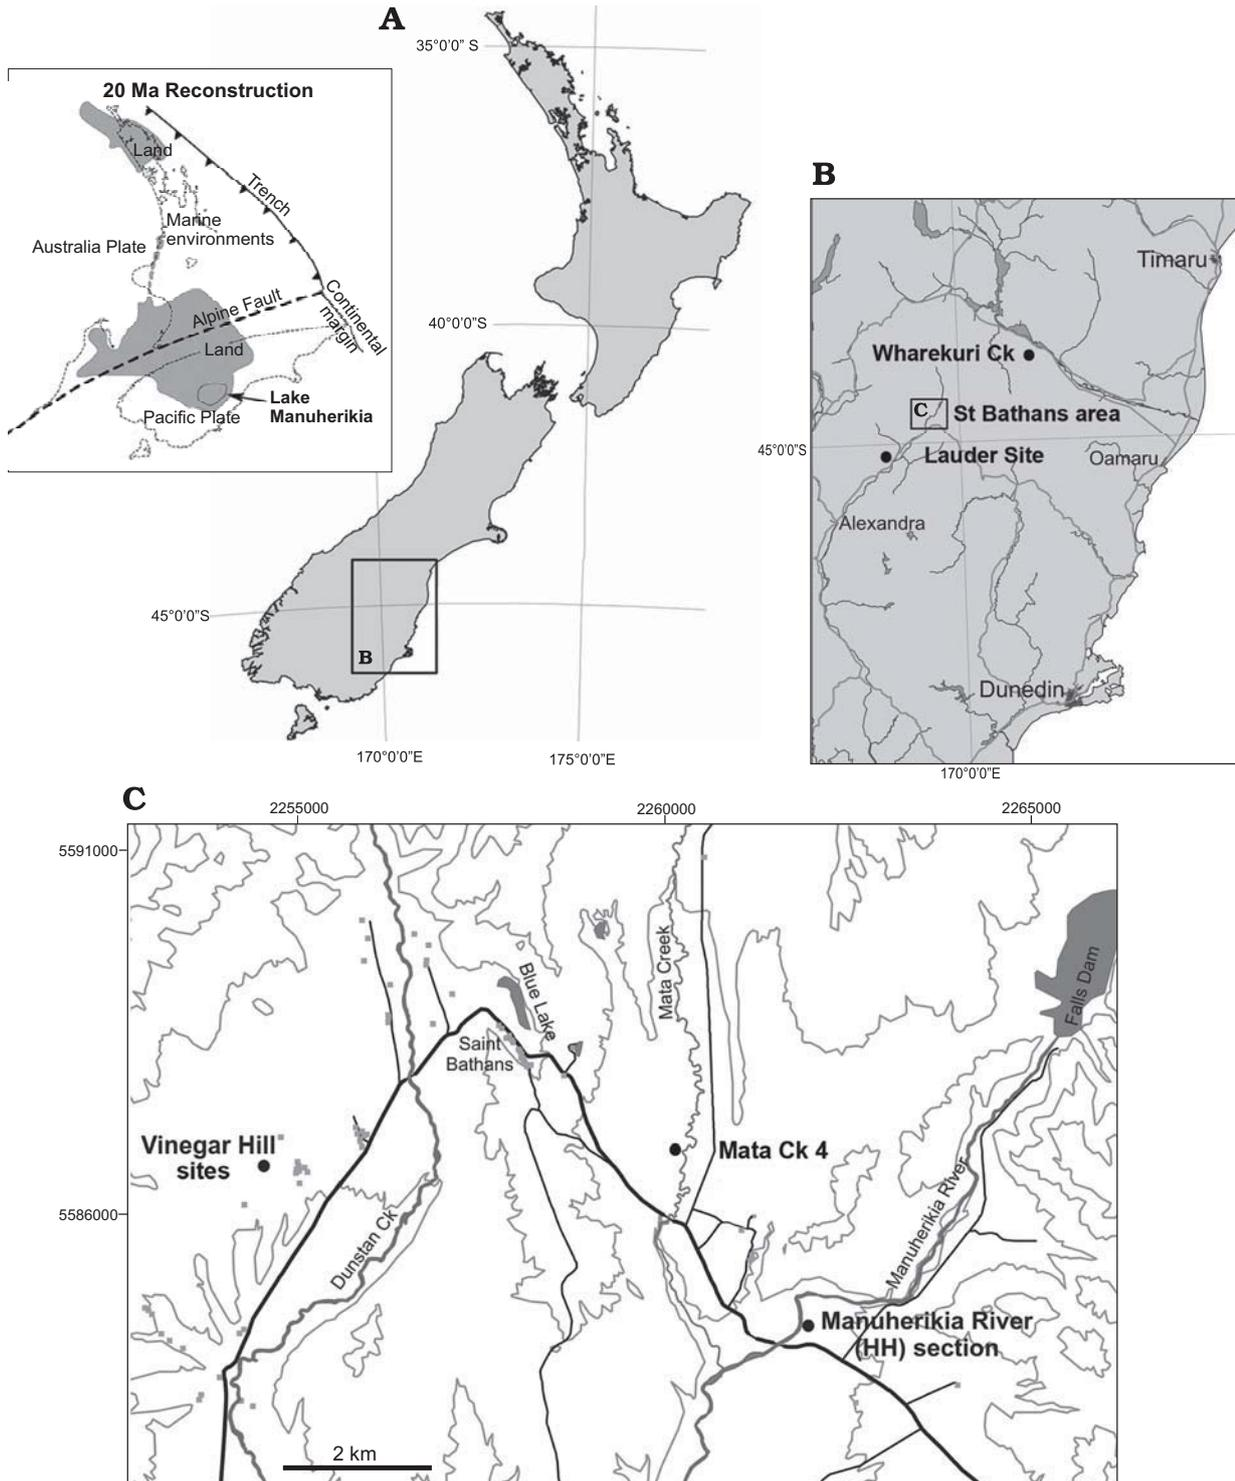 A
35°0'0" S
20 Ma Reconstruction
Land
Trench
Marine
environments
Australia Plate
Continental
margin
Alpine Fault
Land
Lake
Manuherikia
Pacific Plate
40°0'0"S
45°0'0"S
B
170°0'0"E
175°0'0"E
B
Timaru
Wharekuri Ck
C
St Bathans area
45°0'0"S
Lauder Site
Oamaru
Alexandra
Dunedin
170°0'0"E
C
2255000
2260000
2265000
5591000
Mata Creek
Blue Lake
Falls Dam
Saint
Bathans
Vinegar Hill
sites
Mata Ck 4
5586000
Dunstan Ck
Manuherikia River
Manuherikia River
(HH) section
2 km